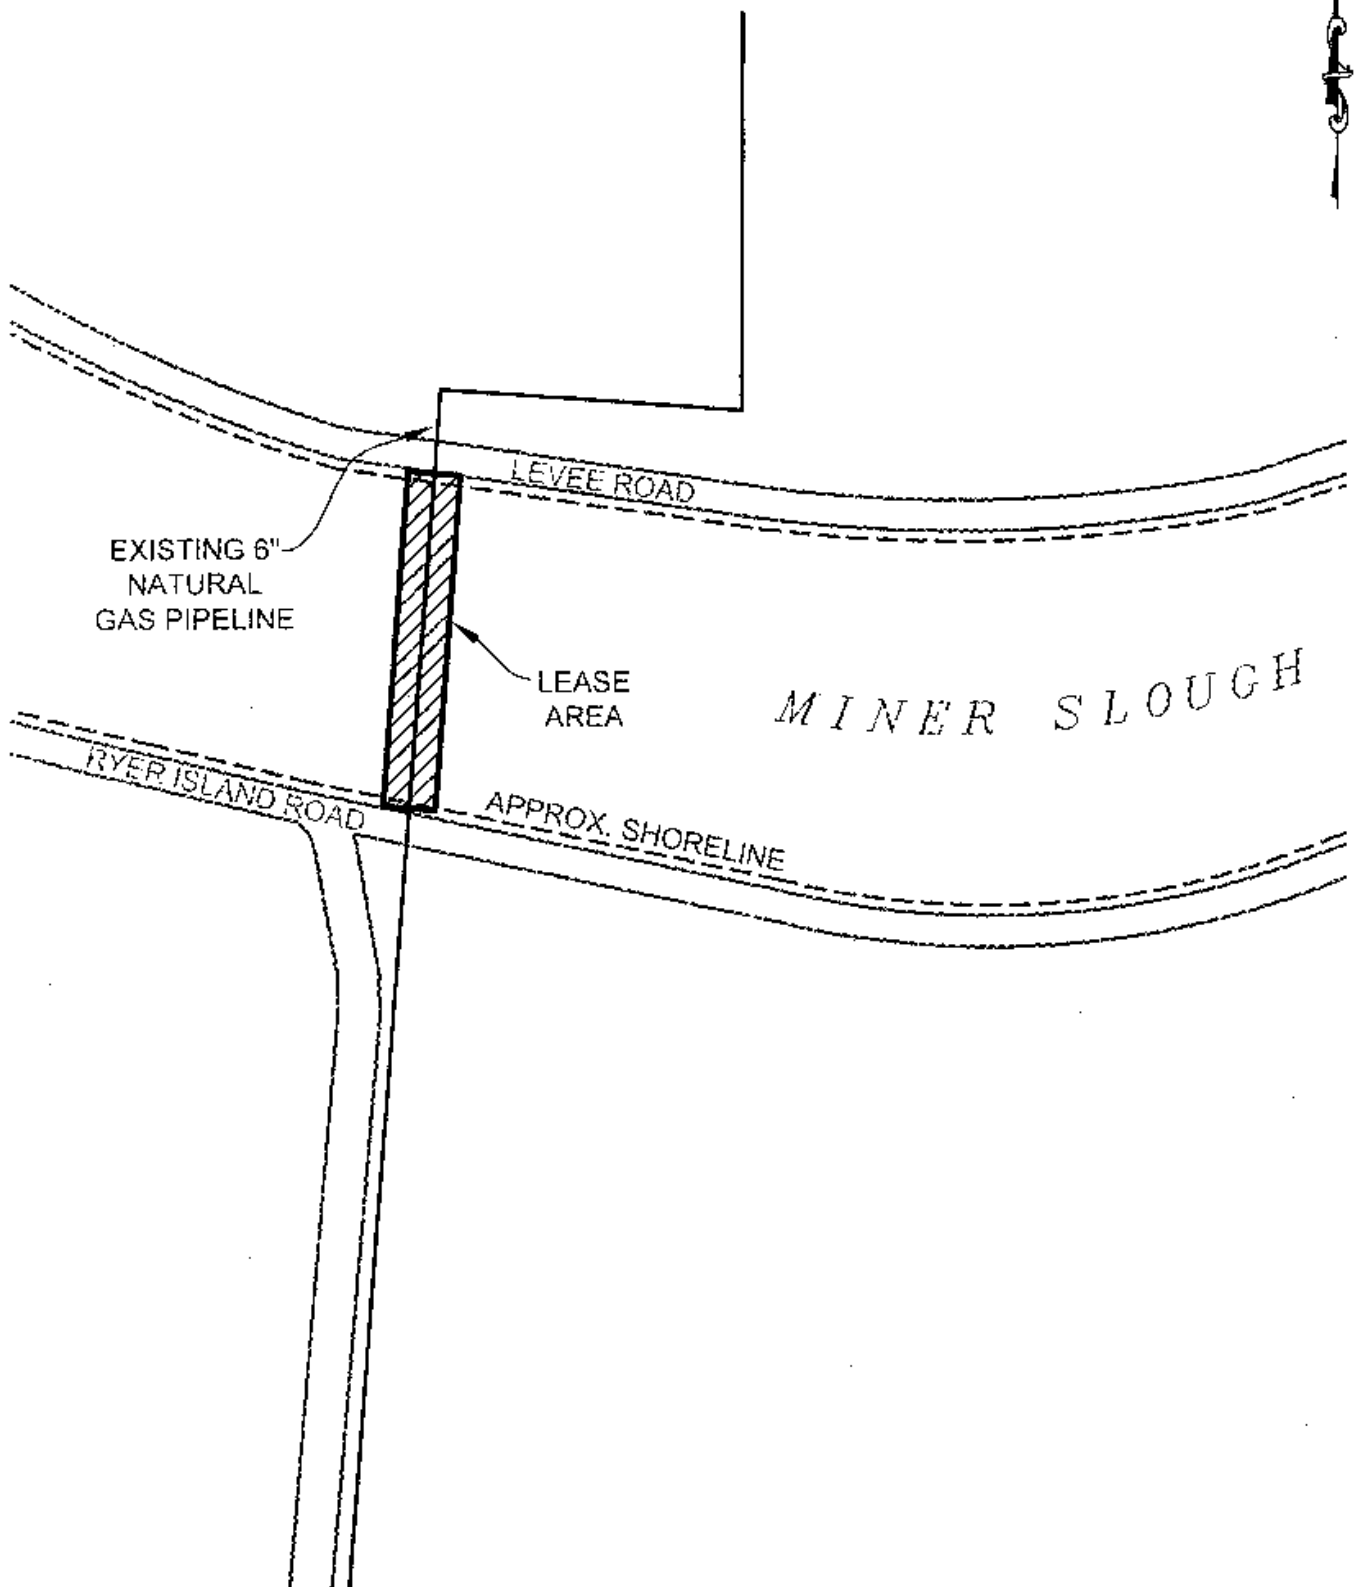 LEVEE ROAD
EXISTING 6"
NATURAL
GAS PIPELINE
LEASE
AREA
MINER SLOUGH
RYER ISLAND ROAD
APPROX. SHORELINE